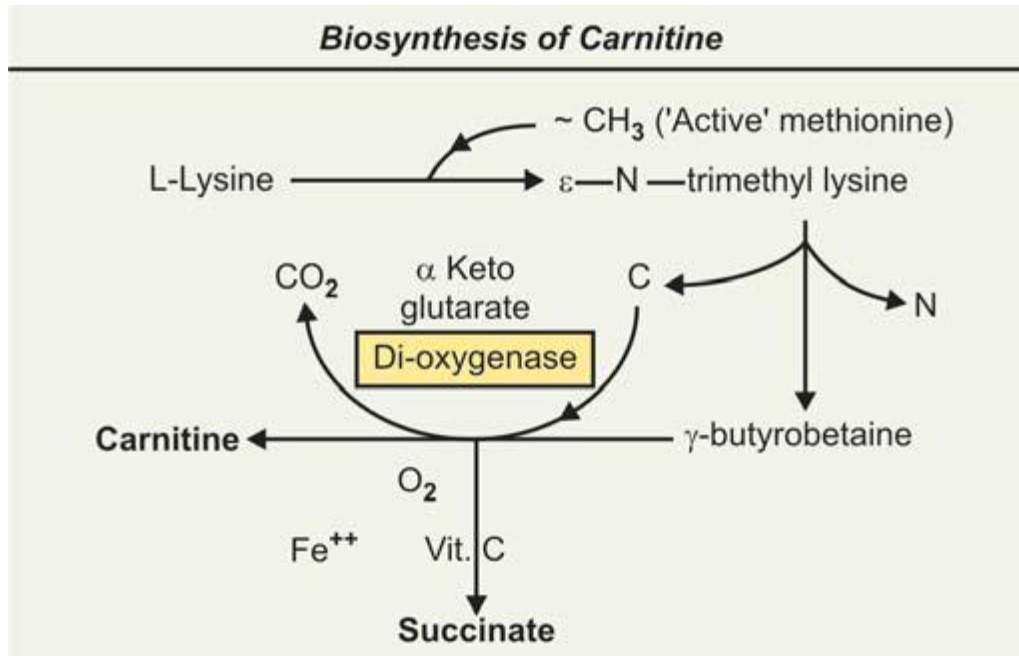 Biosynthesis of Carnitine
~ CH₃ ('Active' methionine)
L-Lysine
ε—N—trimethyl lysine
CO₂
α Keto
glutarate
C
N
Di-oxygenase
Carnitine
γ-butyrobetaine
O₂
Fe⁺⁺
Vit. C
Succinate